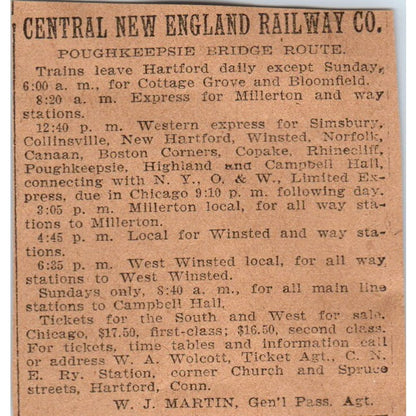 CENTRAL NEW ENGLAND RAILWAY CO.
POUGHKEEPSIE BRIDGE ROUTE.
Trains leave Hartford daily except Sunday,
6:00 a. m., for Cottage Grove and Bloomfield.
8:20 a. m. Express for Millerton and way
stations.
12:40 p. m. Western express for Simsbury,
Collinsville, New Hartford, Winsted, Norfolk,
Canaan, Boston Corners, Copake, Rhinecliff,
Poughkeepsie, Highland and Campbell Hall,
connecting with N. Y., O. & W., Limited Ex-
press, due in Chicago 9:10 p. m. following day.
3:05 p. m. Millerton local, for all way sta-
tions to Millerton.
4:45 p. m. Local for Winsted and way sta-
tions.
6:35 p. m. West Winsted local, for all way
stations to West Winsted.
Sundays only, 8:40 a. m., for all main line
stations to Campbell Hall.
Tickets for the South and West for sale.
Chicago, $17.50, first-class; $16.50, second class.
For tickets, time tables and information call
or address W. A. Wolcott, Ticket Agt., C. N.
E. Ry. Station, corner Church and Spruce
streets, Hartford, Conn.
W. J. MARTIN, Gen'l Pass. Agt.